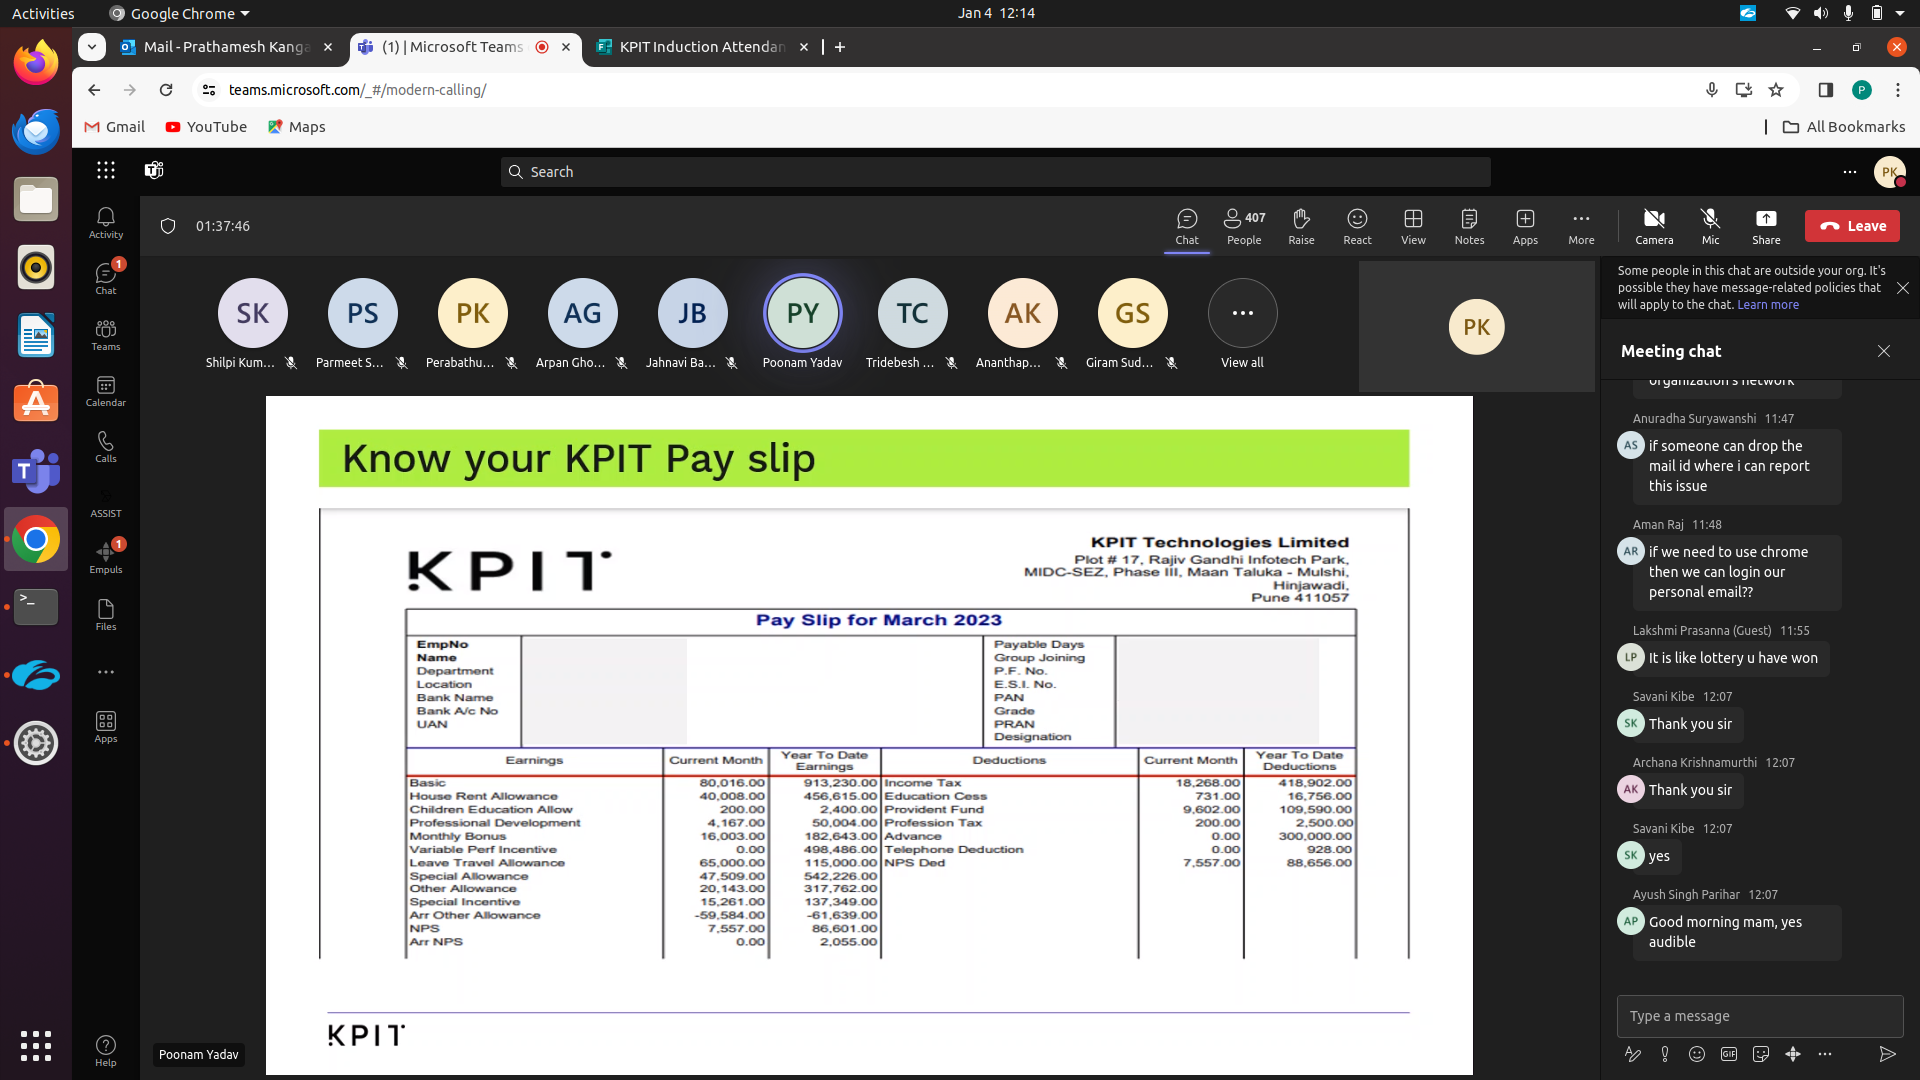 Activities
Google Chrome
Jan 4 12:14
Mail - Prathamesh Kanga
(1) | Microsoft Teams
KPIT Induction Attendan
teams.microsoft.com/_#/modern-calling/
P
Gmail
YouTube
Maps
All Bookmarks
Search
PK
Activity
Chat
1
Teams
Calendar
Calls
ASSIST
Empuls
1
Files
Apps
Help
01:37:46
Chat
407
People
Raise
React
View
Notes
Apps
More
Camera
Mic
Share
Leave
SK
PS
PK
AG
JB
PY
TC
AK
GS
Shilpi Kum...
Parmeet S...
Perabathu...
Arpan Gho...
Jahnavi Ba...
Poonam Yadav
Tridebesh ...
Ananthap...
Giram Sud...
View all
PK
Know your KPIT Pay slip
KPIT
KPIT Technologies Limited
Plot # 17, Rajiv Gandhi Infotech Park,
MIDC-SEZ, Phase III, Maan Taluka - Mulshi,
Hinjawadi,
Pune 411057
Pay Slip for March 2023
EmpNo
Name
Department
Location
Bank Name
Bank A/c No
UAN
Payable Days
Group Joining
P.F. No.
E.S.I. No.
PAN
Grade
PRAN
Designation
Earnings Current Month Year To Date Earnings Deductions Current Month Year To Date Deductions
Basic 80,016.00 913,230.00 Income Tax 18,268.00 418,902.00
House Rent Allowance 40,008.00 456,615.00 Education Cess 731.00 16,756.00
Children Education Allow 200.00 2,400.00 Provident Fund 9,602.00 109,590.00
Professional Development 4,167.00 50,004.00 Profession Tax 200.00 2,500.00
Monthly Bonus 16,003.00 182,643.00 Advance 0.00 300,000.00
Variable Perf Incentive 0.00 498,486.00 Telephone Deduction 0.00 928.00
Leave Travel Allowance 65,000.00 115,000.00 NPS Ded 7,557.00 88,656.00
Special Allowance 47,509.00 542,226.00
Other Allowance 20,143.00 317,762.00
Special Incentive 15,261.00 137,349.00
Arr Other Allowance -59,584.00 -61,639.00
NPS 7,557.00 86,601.00
Arr NPS 0.00 2,055.00
KPIT
Poonam Yadav
Some people in this chat are outside your org. It's
possible they have message-related policies that
will apply to the chat. Learn more
Meeting chat
organization's network
Anuradha Suryawanshi 11:47
AS
if someone can drop the
mail id where i can report
this issue
Aman Raj 11:48
AR
if we need to use chrome
then we can login our
personal email??
Lakshmi Prasanna (Guest) 11:55
LP
It is like lottery u have won
Savani Kibe 12:07
SK
Thank you sir
Archana Krishnamurthi 12:07
AK
Thank you sir
Savani Kibe 12:07
SK
yes
Ayush Singh Parihar 12:07
AP
Good morning mam, yes
audible
Type a message
GIF